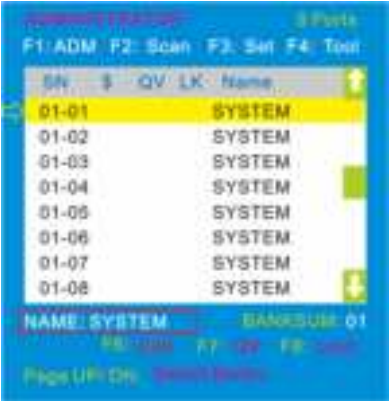 ADMINISTRATOR 8 Ports
F1: ADM F2: Scan F3: Set F4: Tool
SN $ QV LK Name
01-01 SYSTEM
01-02 SYSTEM
01-03 SYSTEM
01-04 SYSTEM
01-05 SYSTEM
01-06 SYSTEM
01-07 SYSTEM
01-08 SYSTEM
NAME: SYSTEM BANKSUM: 01
F6: F7: F8:
Page UP/ DN: